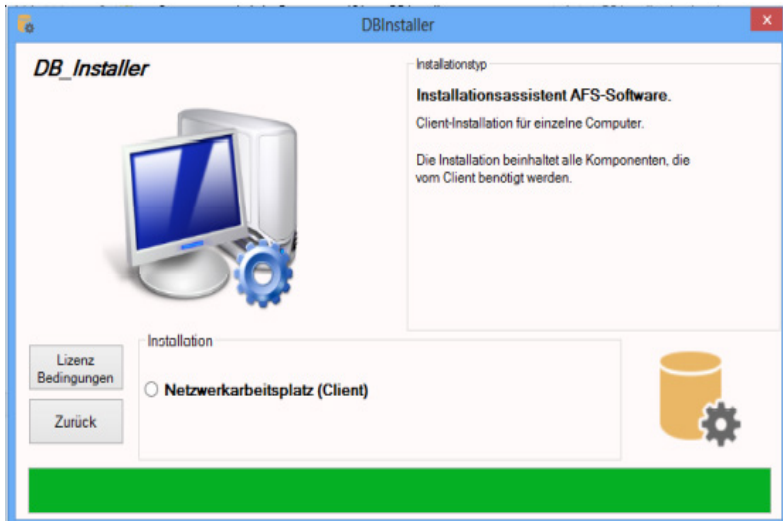 DBInstaller
x
DB_Installer
Installationstyp
Installationsassistent AFS-Software.
Client-Installation für einzelne Computer.
Die Installation beinhaltet alle Komponenten, die
vom Client benötigt werden.
Lizenz
Bedingungen
Zurück
Installation
Netzwerkarbeitsplatz (Client)